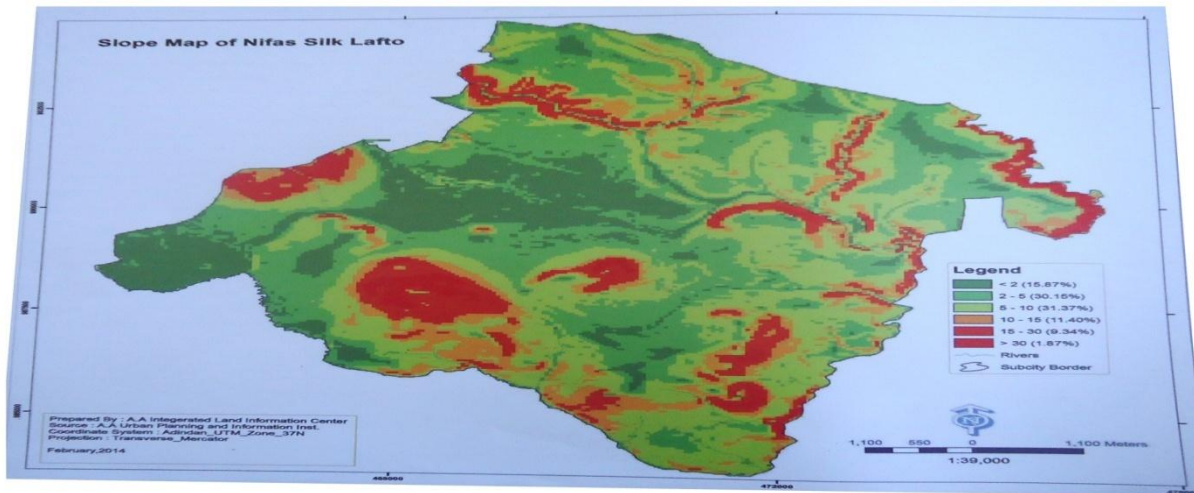 Slope Map of Nifas Silk Lafto
Legend
< 2 (15.87%)
2 - 5 (30.15%)
5 - 10 (31.37%)
10 - 15 (11.40%)
15 - 30 (9.34%)
> 30 (1.87%)
Rivers
Subcity Border
N
1,100 550 0 1,100 Meters
1:39,000
Prepared By : A.A Integerated Land Information Center
Source : A.A Urban Planning and Information Inst.
Coordinate System : Adindan_UTM_Zone_37N
Projection : Transverse_Mercator
February,2014
468000
472000